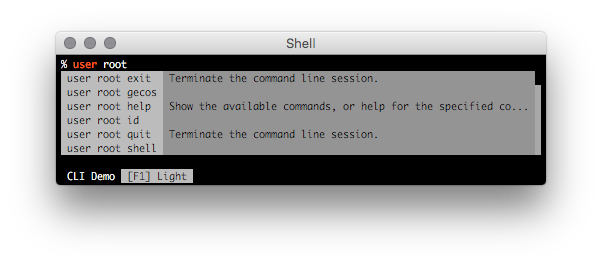 Shell
% user root
user root exit Terminate the command line session.
user root gecos
user root help Show the available commands, or help for the specified co...
user root id
user root quit Terminate the command line session.
user root shell
CLI Demo [F1] Light